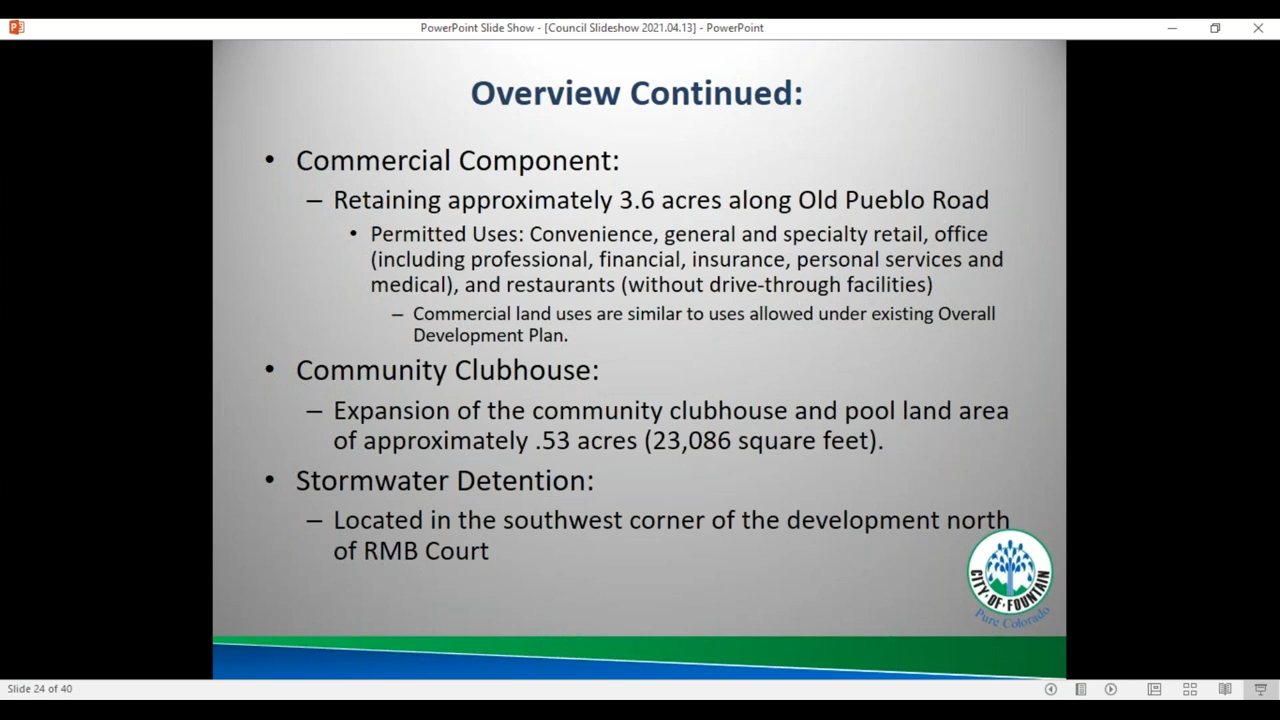 PowerPoint Slide Show - [Council Slideshow 2021.04.13] - PowerPoint
Overview Continued:
• Commercial Component:
– Retaining approximately 3.6 acres along Old Pueblo Road
• Permitted Uses: Convenience, general and specialty retail, office
(including professional, financial, insurance, personal services and
medical), and restaurants (without drive-through facilities)
– Commercial land uses are similar to uses allowed under existing Overall
Development Plan.
• Community Clubhouse:
– Expansion of the community clubhouse and pool land area
of approximately .53 acres (23,086 square feet).
• Stormwater Detention:
– Located in the southwest corner of the development north
of RMB Court
CITY·OF·FOUNTAIN
Pure Colorado
Slide 24 of 40